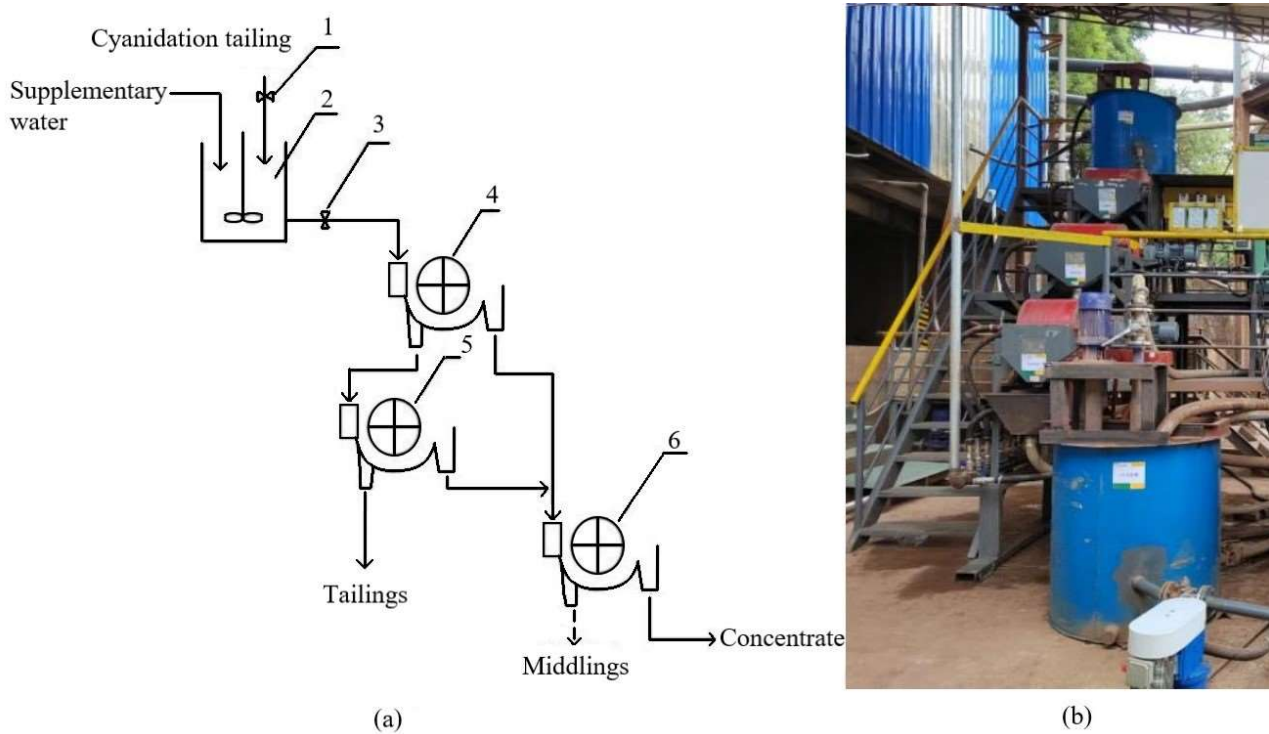 Cyanidation tailing
1
Supplementary
water
2
3
4
5
6
Tailings
Middlings
Concentrate
(a)
(b)